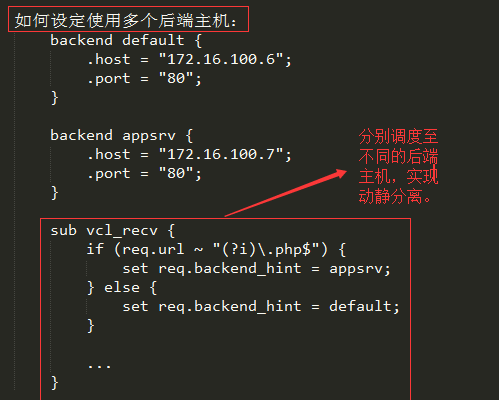 如何设定使用多个后端主机：
backend default {
.host = "172.16.100.6";
.port = "80";
}
backend appsrv {
.host = "172.16.100.7";
.port = "80";
}
分别调度至
不同的后端
主机，实现
动静分离。
sub vcl_recv {
if (req.url ~ "(?i)\.php$") {
set req.backend_hint = appsrv;
} else {
set req.backend_hint = default;
}
...
}